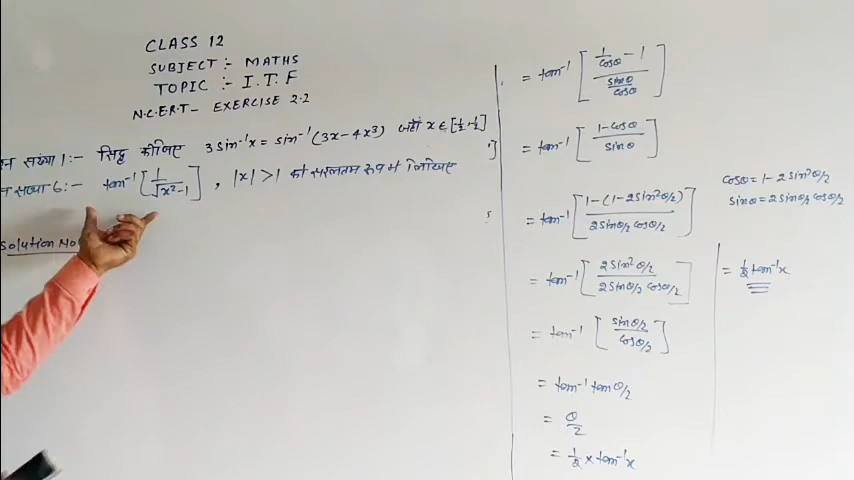 CLASS 12
SUBJECT :- MATHS
TOPIC :- I.T.F
N.C.E.R.T- EXERCISE 2.2
संख्या 1:- सिद्ध कीजिए 3sin⁻¹x = sin⁻¹(3x-4x³) जहाँ x ∈ [-1/2, 1/2]
संख्या-6:- tan⁻¹[1/√(x²-1)], |x|>1 को सरलतम रूप में लिखिए
Solution No
= tan⁻¹[(1/cosθ - 1)/(sinθ/cosθ)]
= tan⁻¹[(1-cosθ)/sinθ]
= tan⁻¹[(1-(1-2sin²θ/2))/(2sinθ/2 cosθ/2)]
= tan⁻¹[2sin²θ/2 / (2sinθ/2 cosθ/2)]
= tan⁻¹[sinθ/2 / cosθ/2]
= tan⁻¹ tanθ/2
= θ/2
= 1/2 × tan⁻¹x
cosθ = 1-2sin²θ/2
sinθ = 2sinθ/2 cosθ/2
= 1/2 tan⁻¹x